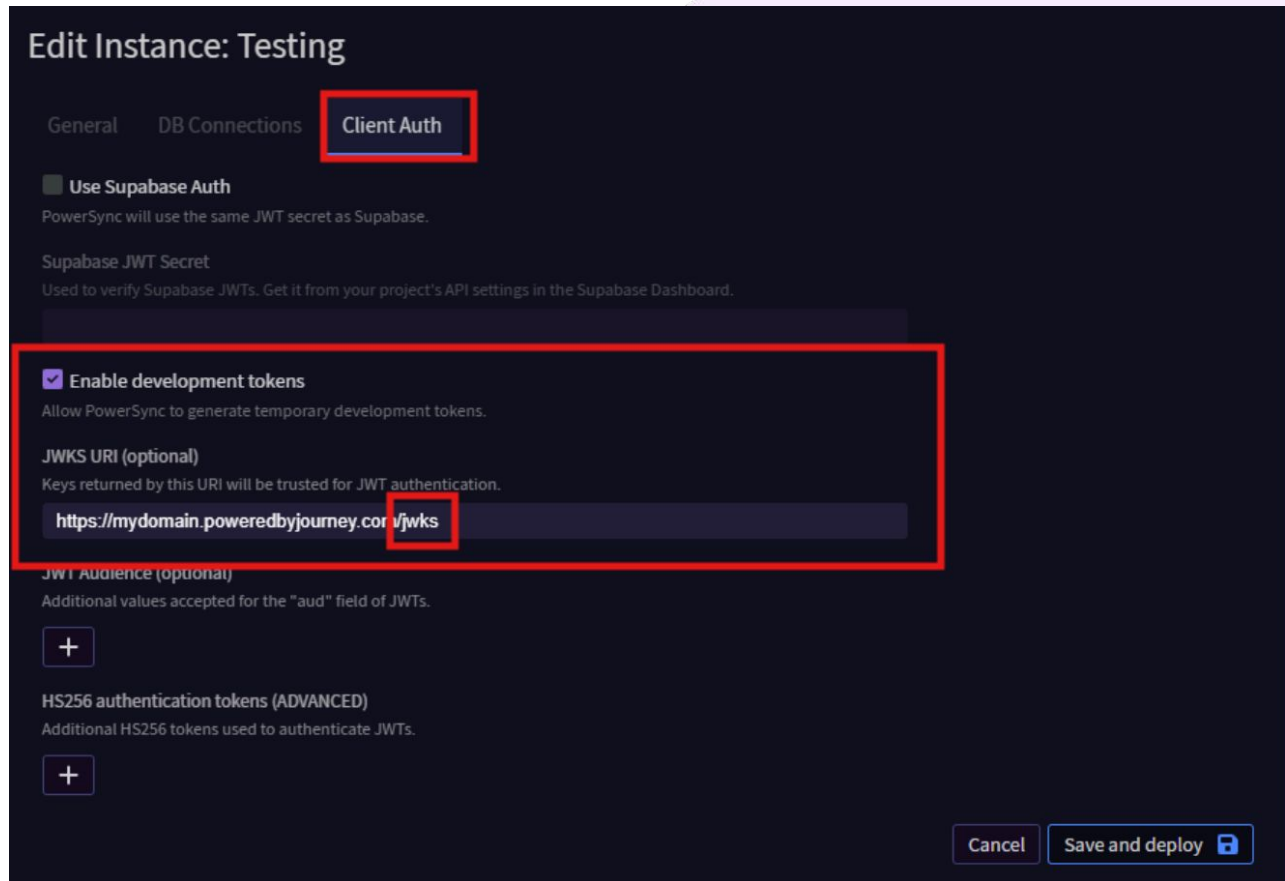 Edit Instance: Testing
General DB Connections Client Auth
Use Supabase Auth
PowerSync will use the same JWT secret as Supabase.
Supabase JWT Secret
Used to verify Supabase JWTs. Get it from your project's API settings in the Supabase Dashboard.
Enable development tokens
Allow PowerSync to generate temporary development tokens.
JWKS URI (optional)
Keys returned by this URI will be trusted for JWT authentication.
https://mydomain.poweredbyjourney.com/jwks
JWT Audience (optional)
Additional values accepted for the "aud" field of JWTs.
+
HS256 authentication tokens (ADVANCED)
Additional HS256 tokens used to authenticate JWTs.
+
Cancel Save and deploy